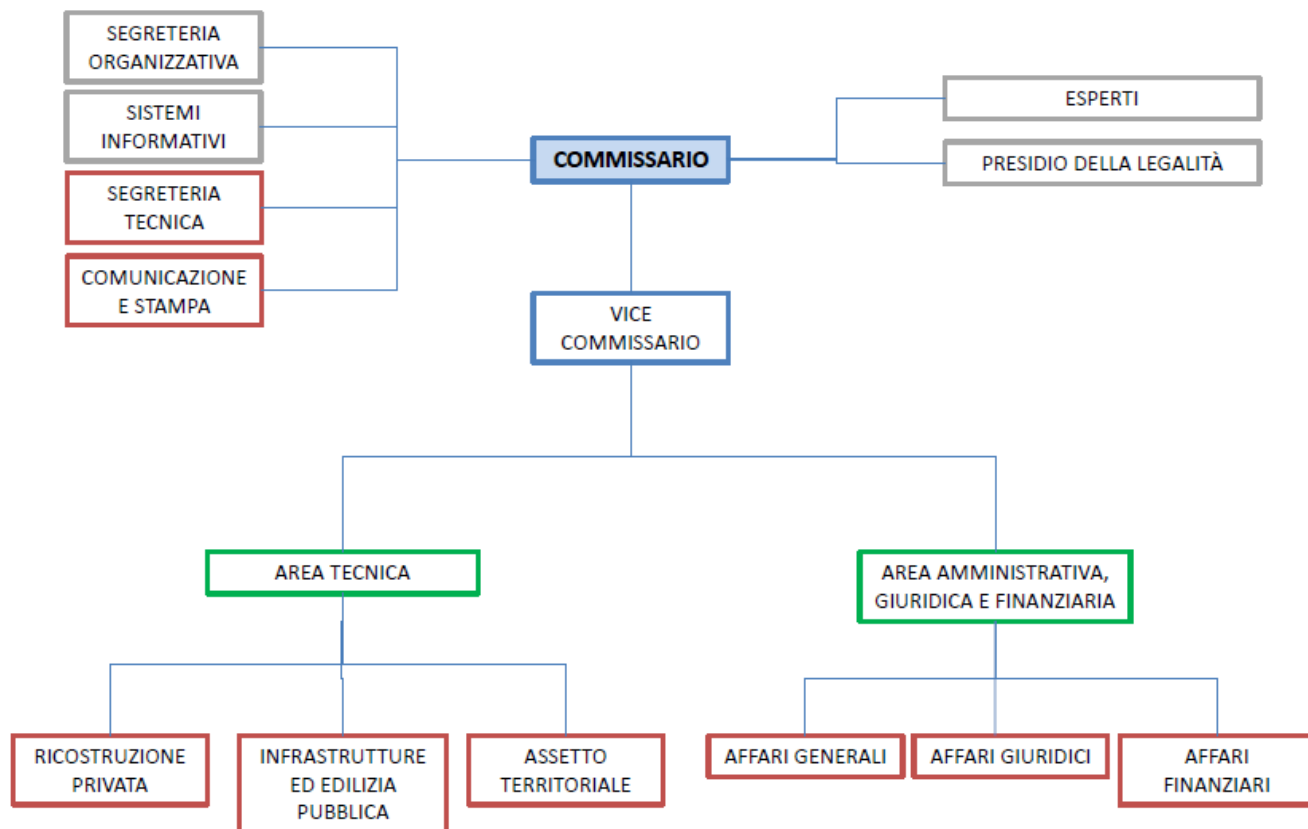 SEGRETERIA
ORGANIZZATIVA
SISTEMI
INFORMATIVI
SEGRETERIA
TECNICA
COMUNICAZIONE
E STAMPA
COMMISSARIO
ESPERTI
PRESIDIO DELLA LEGALITÀ
VICE
COMMISSARIO
AREA TECNICA
AREA AMMINISTRATIVA,
GIURIDICA E FINANZIARIA
RICOSTRUZIONE
PRIVATA
INFRASTRUTTURE
ED EDILIZIA
PUBBLICA
ASSETTO
TERRITORIALE
AFFARI GENERALI
AFFARI GIURIDICI
AFFARI
FINANZIARI